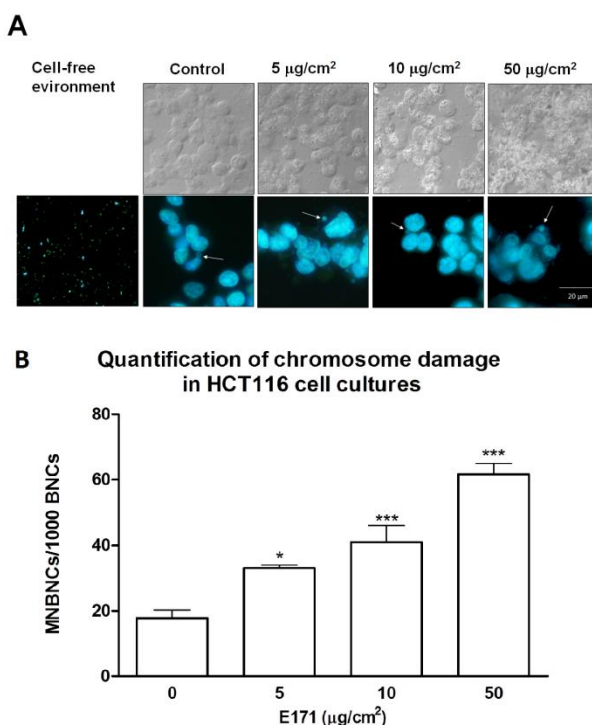 A
Cell-free
evironment
Control
5 μg/cm²
10 μg/cm²
50 μg/cm²
20 μm
B
Quantification of chromosome damage
in HCT116 cell cultures
MNBNCs/1000 BNCs
80
60
40
20
0
*
***
***
0 5 10 50
E171 (μg/cm²)